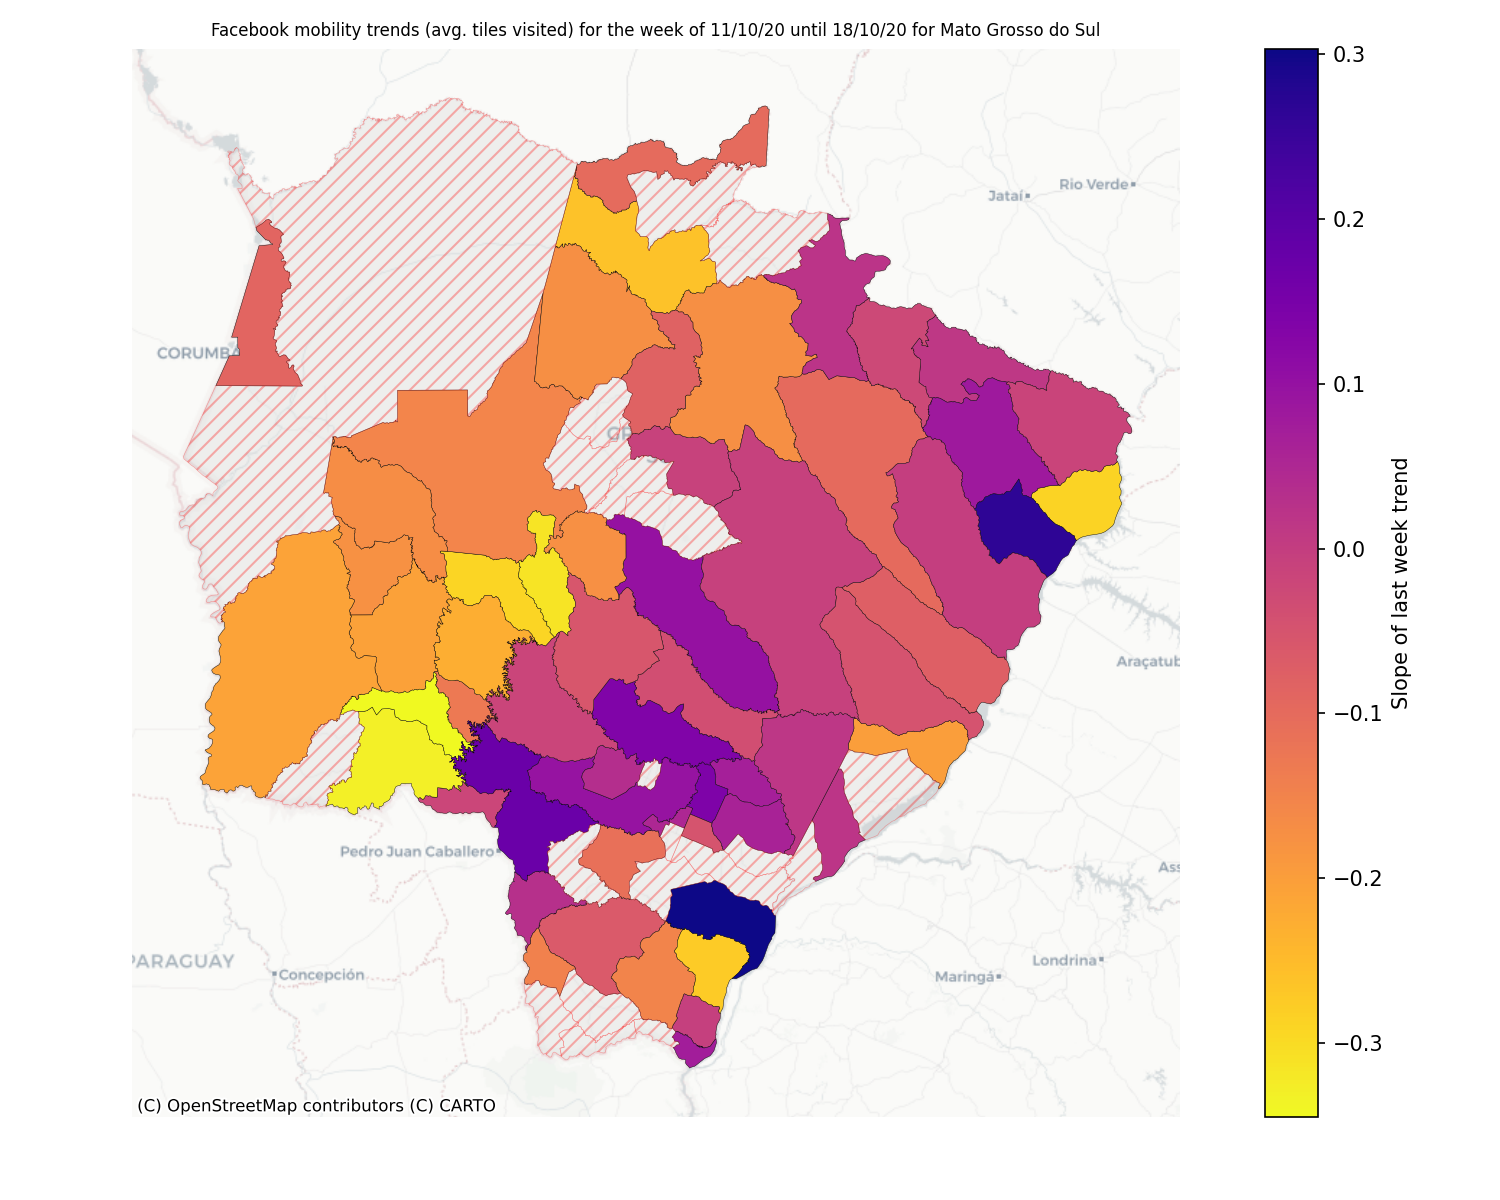 Facebook mobility trends (avg. tiles visited) for the week of 11/10/20 until 18/10/20 for Mato Grosso do Sul
0.3
Rio Verde
Jataí
0.2
CORUMBÁ
0.1
GR
0.0
Slope of last week trend
Araçatub
−0.1
Pedro Juan Caballero
Ass
−0.2
PARAGUAY
Londrina
Concepción
Maringá
−0.3
(C) OpenStreetMap contributors (C) CARTO